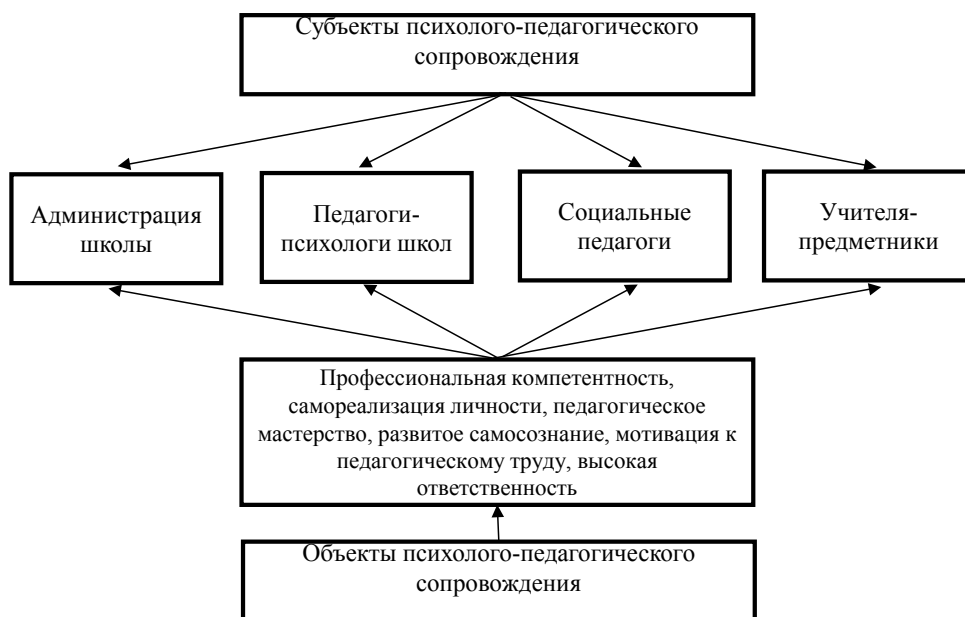 Субъекты психолого-педагогического
сопровождения
Администрация
школы
Педагоги-
психологи школ
Социальные
педагоги
Учителя-
предметники
Профессиональная компетентность,
самореализация личности, педагогическое
мастерство, развитое самосознание, мотивация к
педагогическому труду, высокая
ответственность
Объекты психолого-педагогического
сопровождения